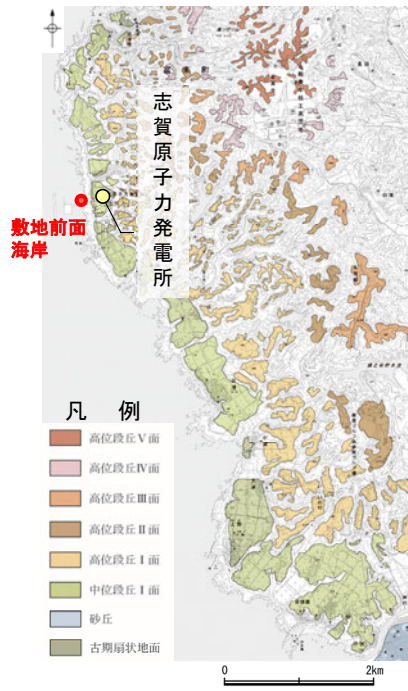 志賀原子力発電所
敷地前面
海岸
凡 例
高位段丘Ⅴ面
高位段丘Ⅳ面
高位段丘Ⅲ面
高位段丘Ⅱ面
高位段丘Ⅰ面
中位段丘Ⅰ面
砂丘
古期扇状地面
0 2km